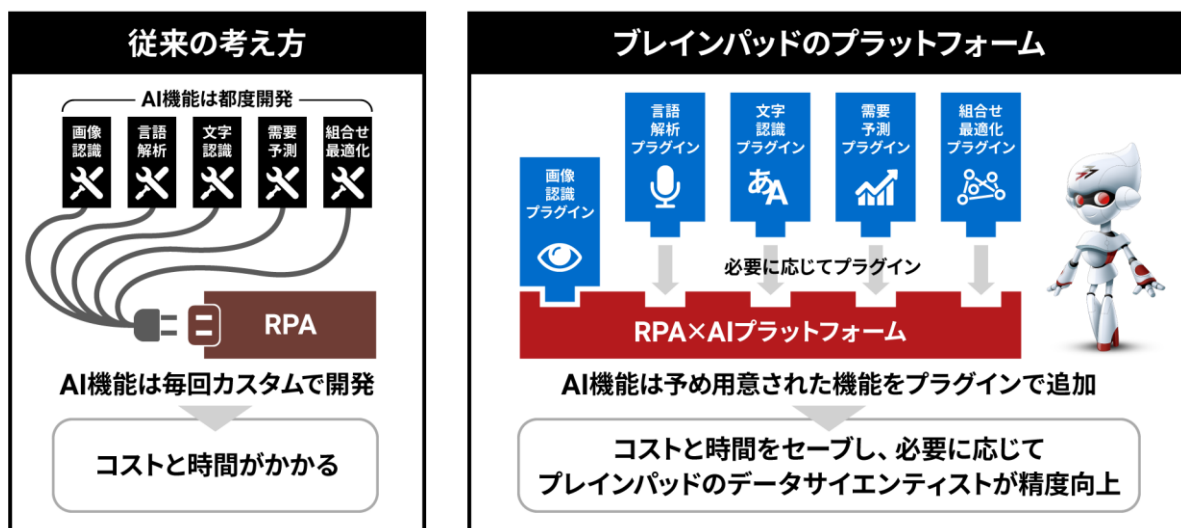 従来の考え方
AI機能は都度開発
画像
認識
言語
解析
文字
認識
需要
予測
組合せ
最適化
RPA
AI機能は毎回カスタムで開発
コストと時間がかかる
ブレインパッドのプラットフォーム
画像
認識
プラグイン
言語
解析
プラグイン
文字
認識
プラグイン
あA
需要
予測
プラグイン
組合せ
最適化
プラグイン
必要に応じてプラグイン
RPA×AIプラットフォーム
AI機能は予め用意された機能をプラグインで追加
コストと時間をセーブし、必要に応じて
プレインパッドのデータサイエンティストが精度向上